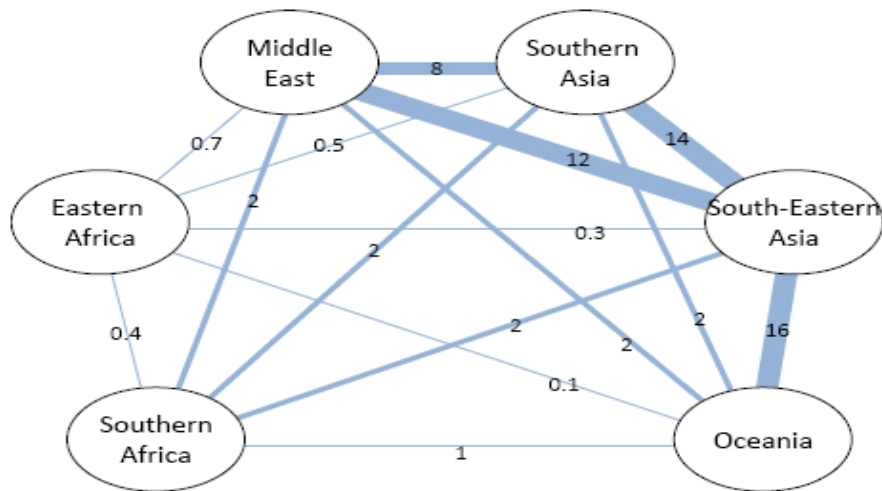 Middle
East
Southern
Asia
8
0.7
0.5
14
12
Eastern
Africa
2
South-Eastern
Asia
0.3
2
0.4
2
2
2
16
0.1
Southern
Africa
1
Oceania